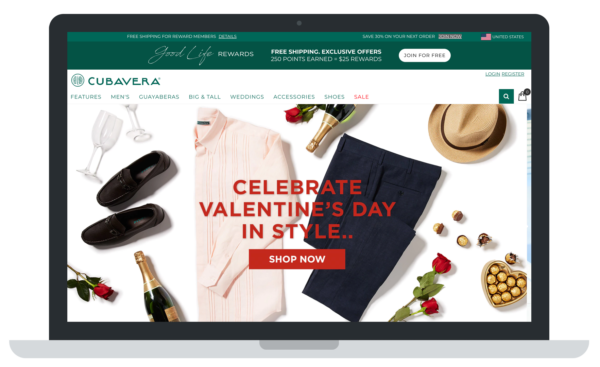 FREE SHIPPING FOR REWARD MEMBERS DETAILS
SAVE 30% ON YOUR NEXT ORDER! JOIN NOW
UNITED STATES
Good Life REWARDS
FREE SHIPPING. EXCLUSIVE OFFERS
250 POINTS EARNED = $25 REWARDS
JOIN FOR FREE
LOGIN REGISTER
CUBAVERA
FEATURES MEN'S GUAYABERAS BIG & TALL WEDDINGS ACCESSORIES SHOES SALE
0
CELEBRATE
VALENTINE'S DAY
IN STYLE..
SHOP NOW